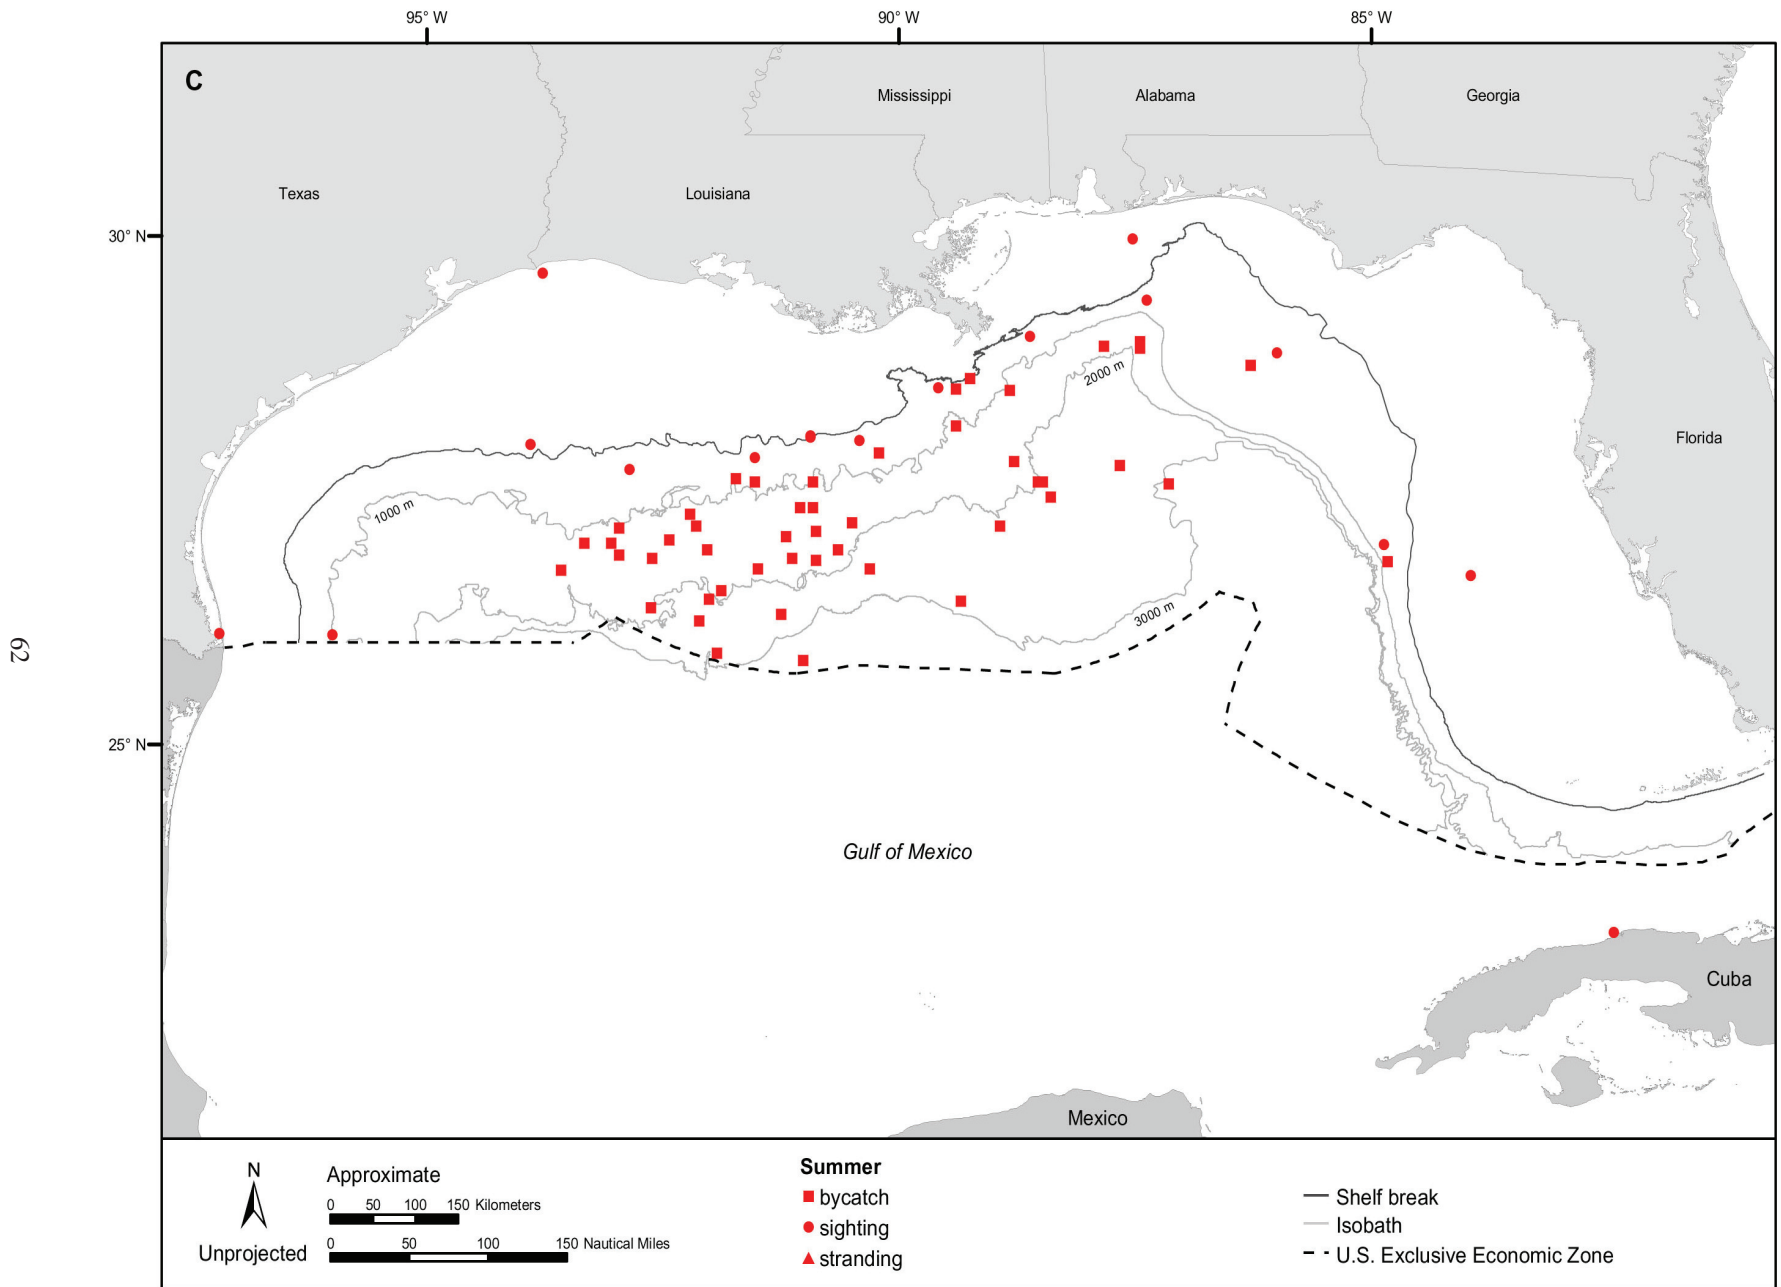 95° W
90° W
85° W
C
Mississippi
Alabama
Georgia
Texas
Louisiana
30° N
2000 m
Florida
1000 m
3000 m
62
25° N
Gulf of Mexico
Cuba
Mexico
N
Unprojected
Approximate
0 50 100 150 Kilometers
0 50 100 150 Nautical Miles
Summer
bycatch
sighting
stranding
Shelf break
Isobath
U.S. Exclusive Economic Zone